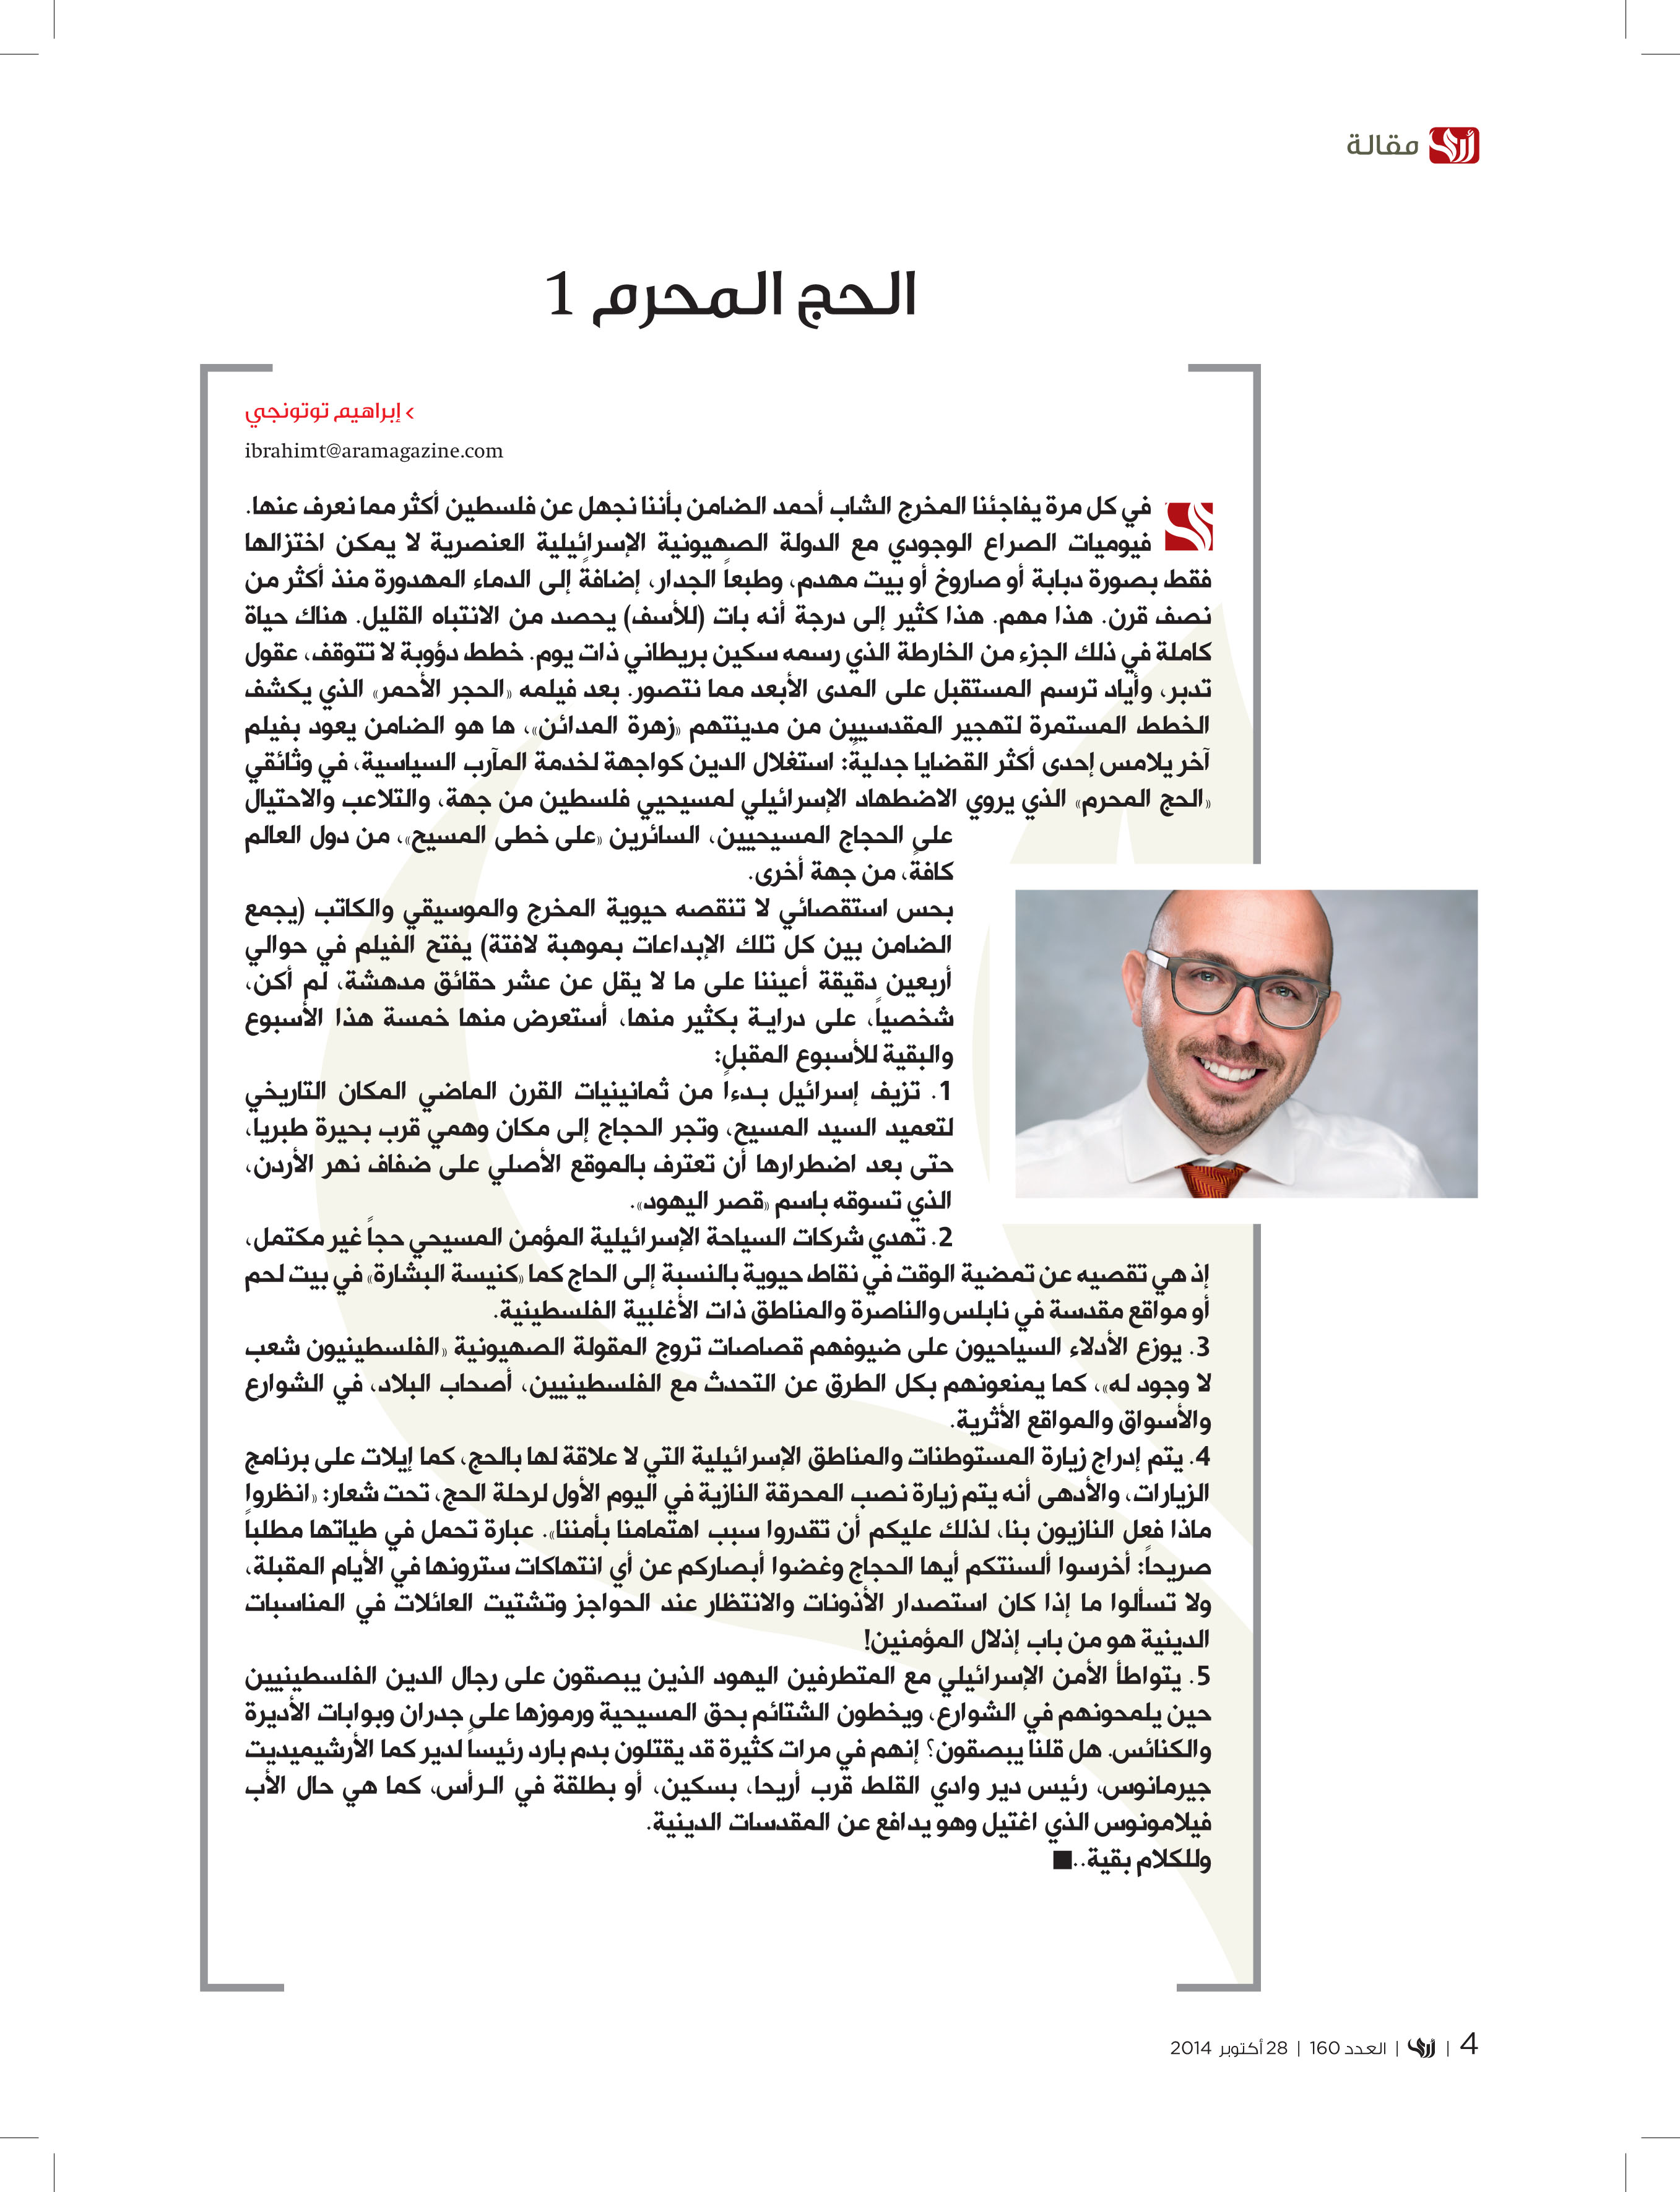 أرى مقالة
الحج المحرم 1
› إبراهيم توتونجي
ibrahimt@aramagazine.com
في كل مرة يفاجئنا المخرج الشاب أحمد الضامن بأننا نجهل عن فلسطين أكثر مما نعرف عنها.
فيوميات الصراع الوجودي مع الدولة الصهيونية الإسرائيلية العنصرية لا يمكن اختزالها
فقط بصورة دبابة أو صاروخ أو بيت مهدم، وطبعاً الجدار، إضافةً إلى الدماء المهدورة منذ أكثر من
نصف قرن. هذا مهم. هذا كثير إلى درجة أنه بات (للأسف) يحصد من الانتباه القليل. هناك حياة
كاملة في ذلك الجزء من الخارطة الذي رسمه سكين بريطاني ذات يوم. خطط دؤوبة لا تتوقف، عقول
تدبر، وأياد ترسم المستقبل على المدى الأبعد مما نتصور. بعد فيلمه «الحجر الأحمر» الذي يكشف
الخطط المستمرة لتهجير المقدسيين من مدينتهم «زهرة المدائن»، ها هو الضامن يعود بفيلم
آخر يلامس إحدى أكثر القضايا جدليةً: استغلال الدين كواجهة لخدمة المآرب السياسية، في وثائقي
«الحج المحرم» الذي يروي الاضطهاد الإسرائيلي لمسيحيي فلسطين من جهة، والتلاعب والاحتيال
على الحجاج المسيحيين، السائرين «على خطى المسيح»، من دول العالم
كافةً، من جهة أخرى.
بحس استقصائي لا تنقصه حيوية المخرج والموسيقي والكاتب (يجمع
الضامن بين كل تلك الإبداعات بموهبة لافتة) يفتح الفيلم في حوالي
أربعين دقيقة أعيننا على ما لا يقل عن عشر حقائق مدهشة، لم أكن،
شخصياً، على دراية بكثير منها، أستعرض منها خمسة هذا الأسبوع
والبقية للأسبوع المقبل:
1. تزيف إسرائيل بدءاً من ثمانينيات القرن الماضي المكان التاريخي
لتعميد السيد المسيح، وتجر الحجاج إلى مكان وهمي قرب بحيرة طبريا،
حتى بعد اضطرارها أن تعترف بالموقع الأصلي على ضفاف نهر الأردن،
الذي تسوقه باسم «قصر اليهود».
2. تهدي شركات السياحة الإسرائيلية المؤمن المسيحي حجاً غير مكتمل،
إذ هي تقصيه عن تمضية الوقت في نقاط حيوية بالنسبة إلى الحاج كما «كنيسة البشارة» في بيت لحم
أو مواقع مقدسة في نابلس والناصرة والمناطق ذات الأغلبية الفلسطينية.
3. يوزع الأدلاء السياحيون على ضيوفهم قصاصات تروج المقولة الصهيونية «الفلسطينيون شعب
لا وجود له»، كما يمنعونهم بكل الطرق عن التحدث مع الفلسطينيين، أصحاب البلاد، في الشوارع
والأسواق والمواقع الأثرية.
4. يتم إدراج زيارة المستوطنات والمناطق الإسرائيلية التي لا علاقة لها بالحج، كما إيلات على برنامج
الزيارات، والأدهى أنه يتم زيارة نصب المحرقة النازية في اليوم الأول لرحلة الحج، تحت شعار: «انظروا
ماذا فعل النازيون بنا، لذلك عليكم أن تقدروا سبب اهتمامنا بأمننا». عبارة تحمل في طياتها مطلباً
صريحاً: أخرسوا ألسنتكم أيها الحجاج وغضوا أبصاركم عن أي انتهاكات سترونها في الأيام المقبلة،
ولا تسألوا ما إذا كان استصدار الأذونات والانتظار عند الحواجز وتشتيت العائلات في المناسبات
الدينية هو من باب إذلال المؤمنين!
5. يتواطأ الأمن الإسرائيلي مع المتطرفين اليهود الذين يبصقون على رجال الدين الفلسطينيين
حين يلمحونهم في الشوارع، ويخطون الشتائم بحق المسيحية ورموزها على جدران وبوابات الأديرة
والكنائس. هل قلنا يبصقون؟ إنهم في مرات كثيرة قد يقتلون بدم بارد رئيساً لدير كما الأرشيميديت
جيرمانوس، رئيس دير وادي القلط قرب أريحا، بسكين، أو بطلقة في الرأس، كما هي حال الأب
فيلامونوس الذي اغتيل وهو يدافع عن المقدسات الدينية.
وللكلام بقية..
4 | أرى | العدد 160 | 28 أكتوبر 2014